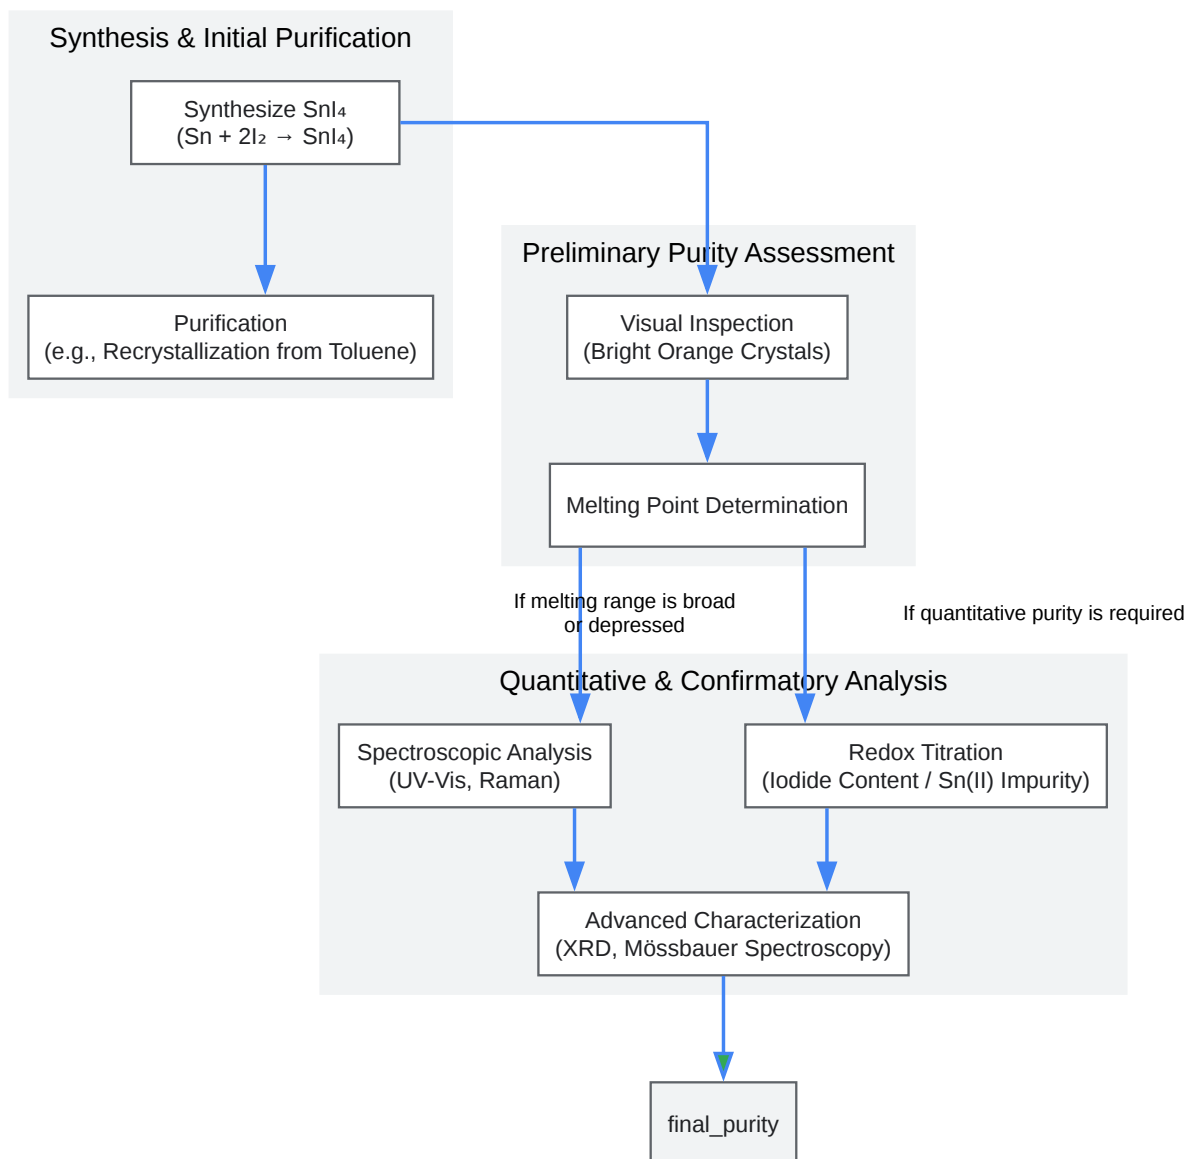 Synthesis & Initial Purification
Synthesize SnI₄
(Sn + 2I₂ → SnI₄)
Purification
(e.g., Recrystallization from Toluene)
Preliminary Purity Assessment
Visual Inspection
(Bright Orange Crystals)
Melting Point Determination
If melting range is broad
or depressed
If quantitative purity is required
Quantitative & Confirmatory Analysis
Spectroscopic Analysis
(UV-Vis, Raman)
Redox Titration
(Iodide Content / Sn(II) Impurity)
Advanced Characterization
(XRD, Mössbauer Spectroscopy)
final_purity